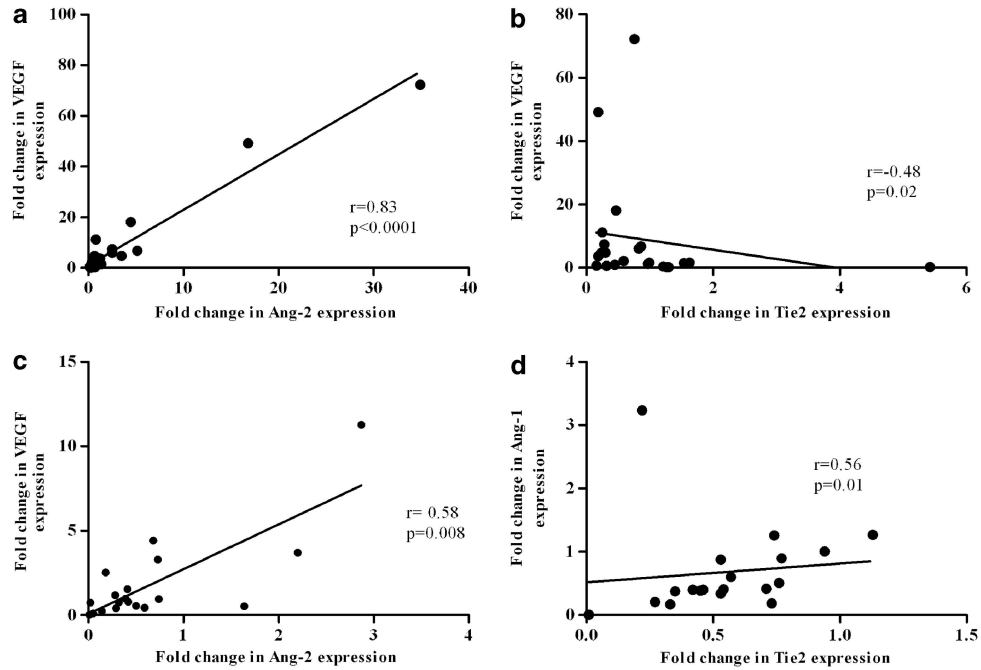 a
100
80
60
40
20
0
0
10
20
30
40
Fold change in VEGF
expression
r=0.83
p<0.0001
Fold change in Ang-2 expression
b
80
60
40
20
0
0
2
4
6
Fold change in VEGF
expression
r=-0.48
p=0.02
Fold change in Tie2 expression
c
15
10
5
0
0
1
2
3
4
Fold change in VEGF
expression
r= 0.58
p=0.008
Fold change in Ang-2 expression
d
4
3
2
1
0
0.0
0.5
1.0
1.5
Fold change in Ang-1
expression
r=0.56
p=0.01
Fold change in Tie2 expression